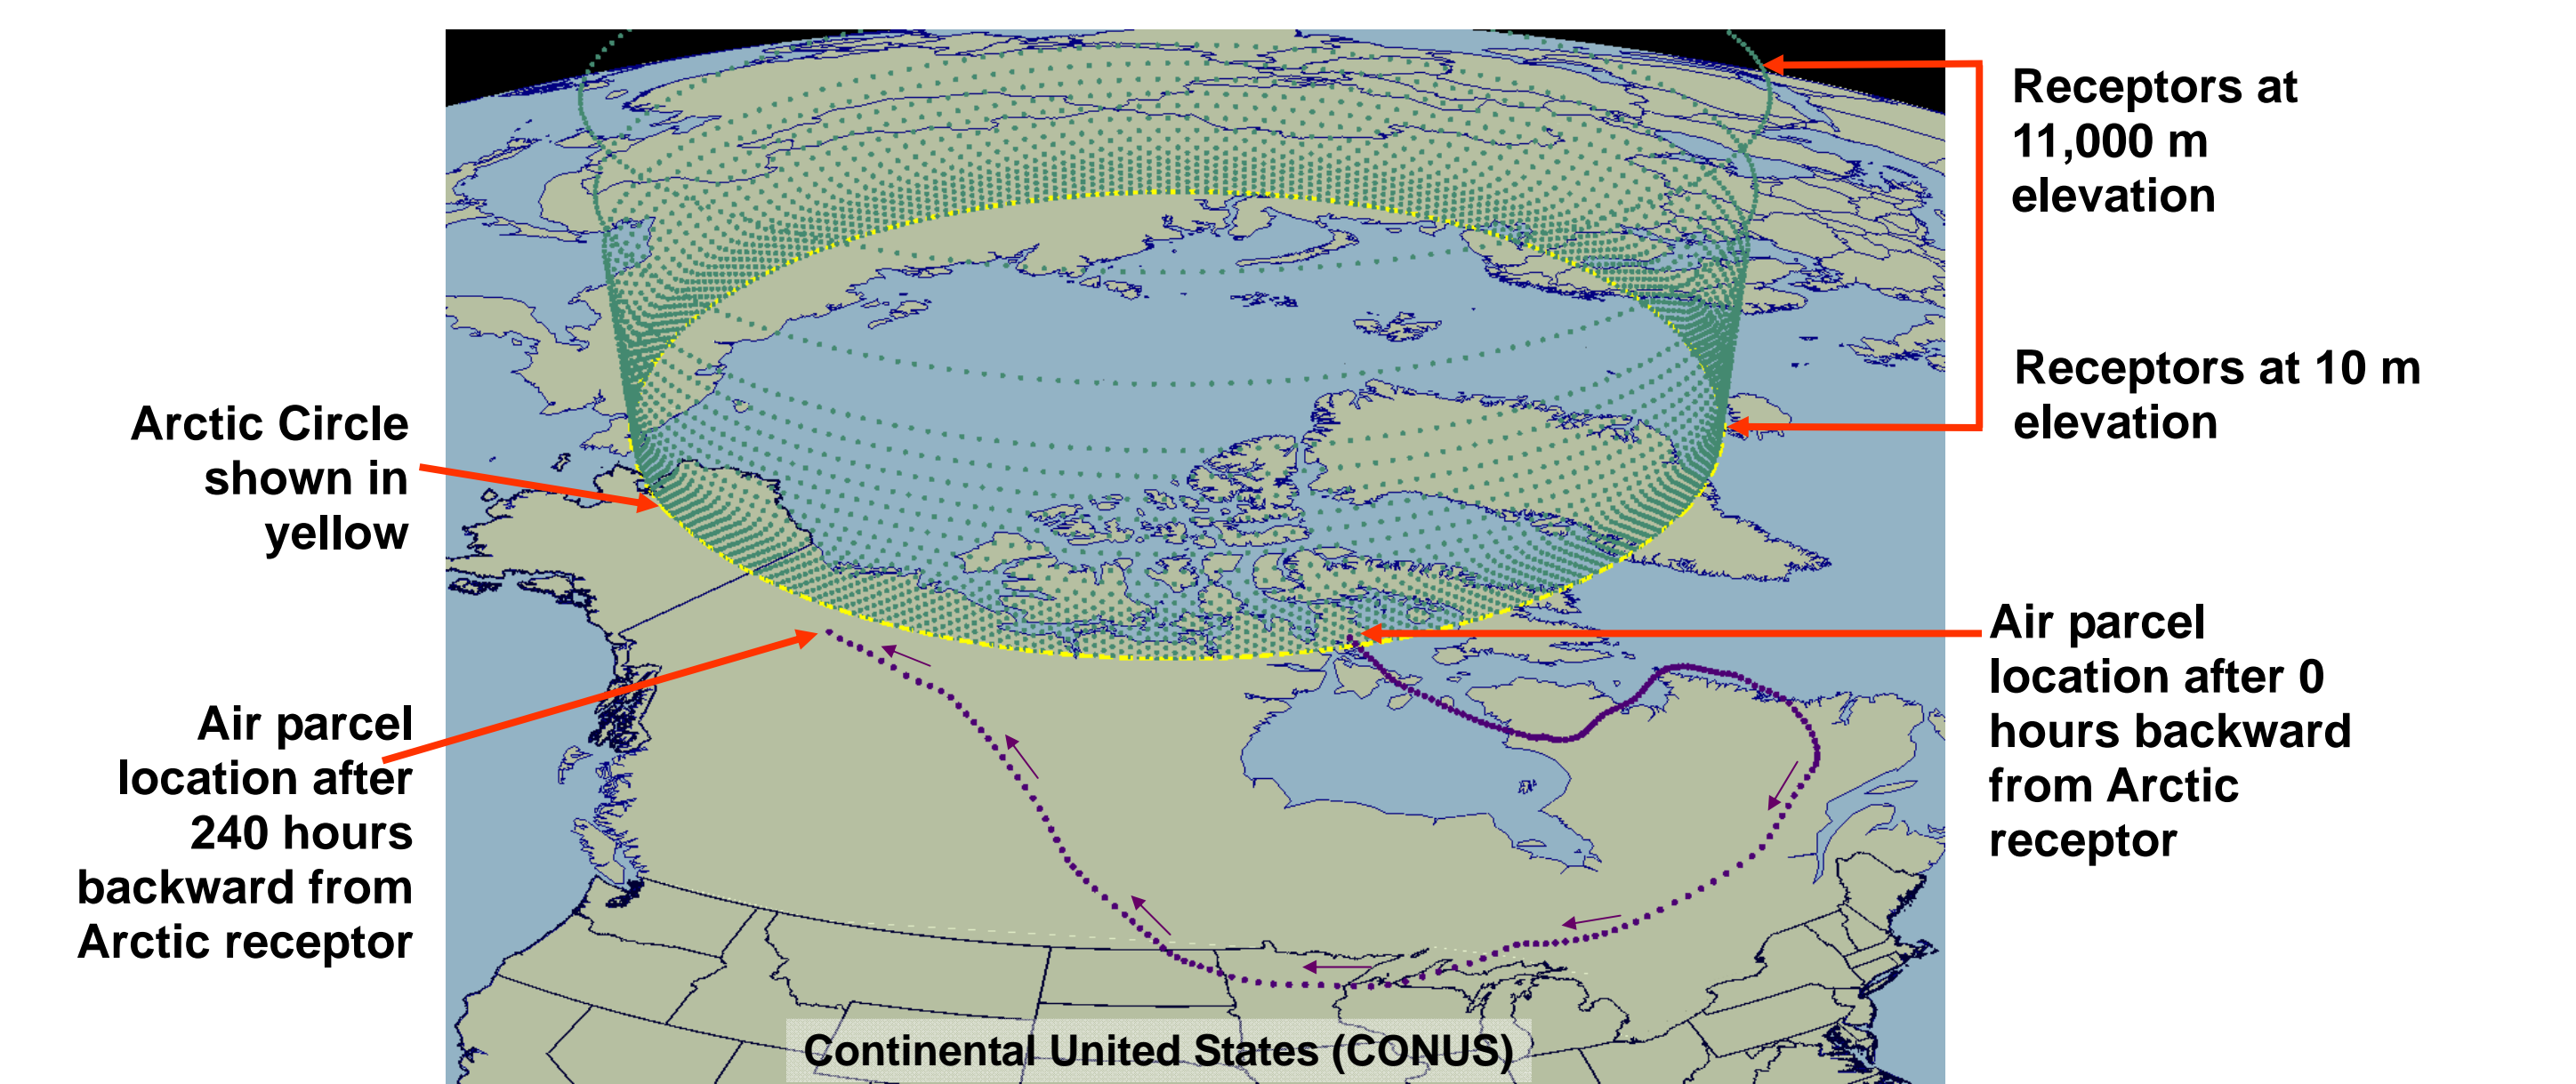 Receptors at
11,000 m
elevation
Receptors at 10 m
elevation
Arctic Circle
shown in
yellow
Air parcel
location after 0
hours backward
from Arctic
receptor
Air parcel
location after
240 hours
backward from
Arctic receptor
Continental United States (CONUS)